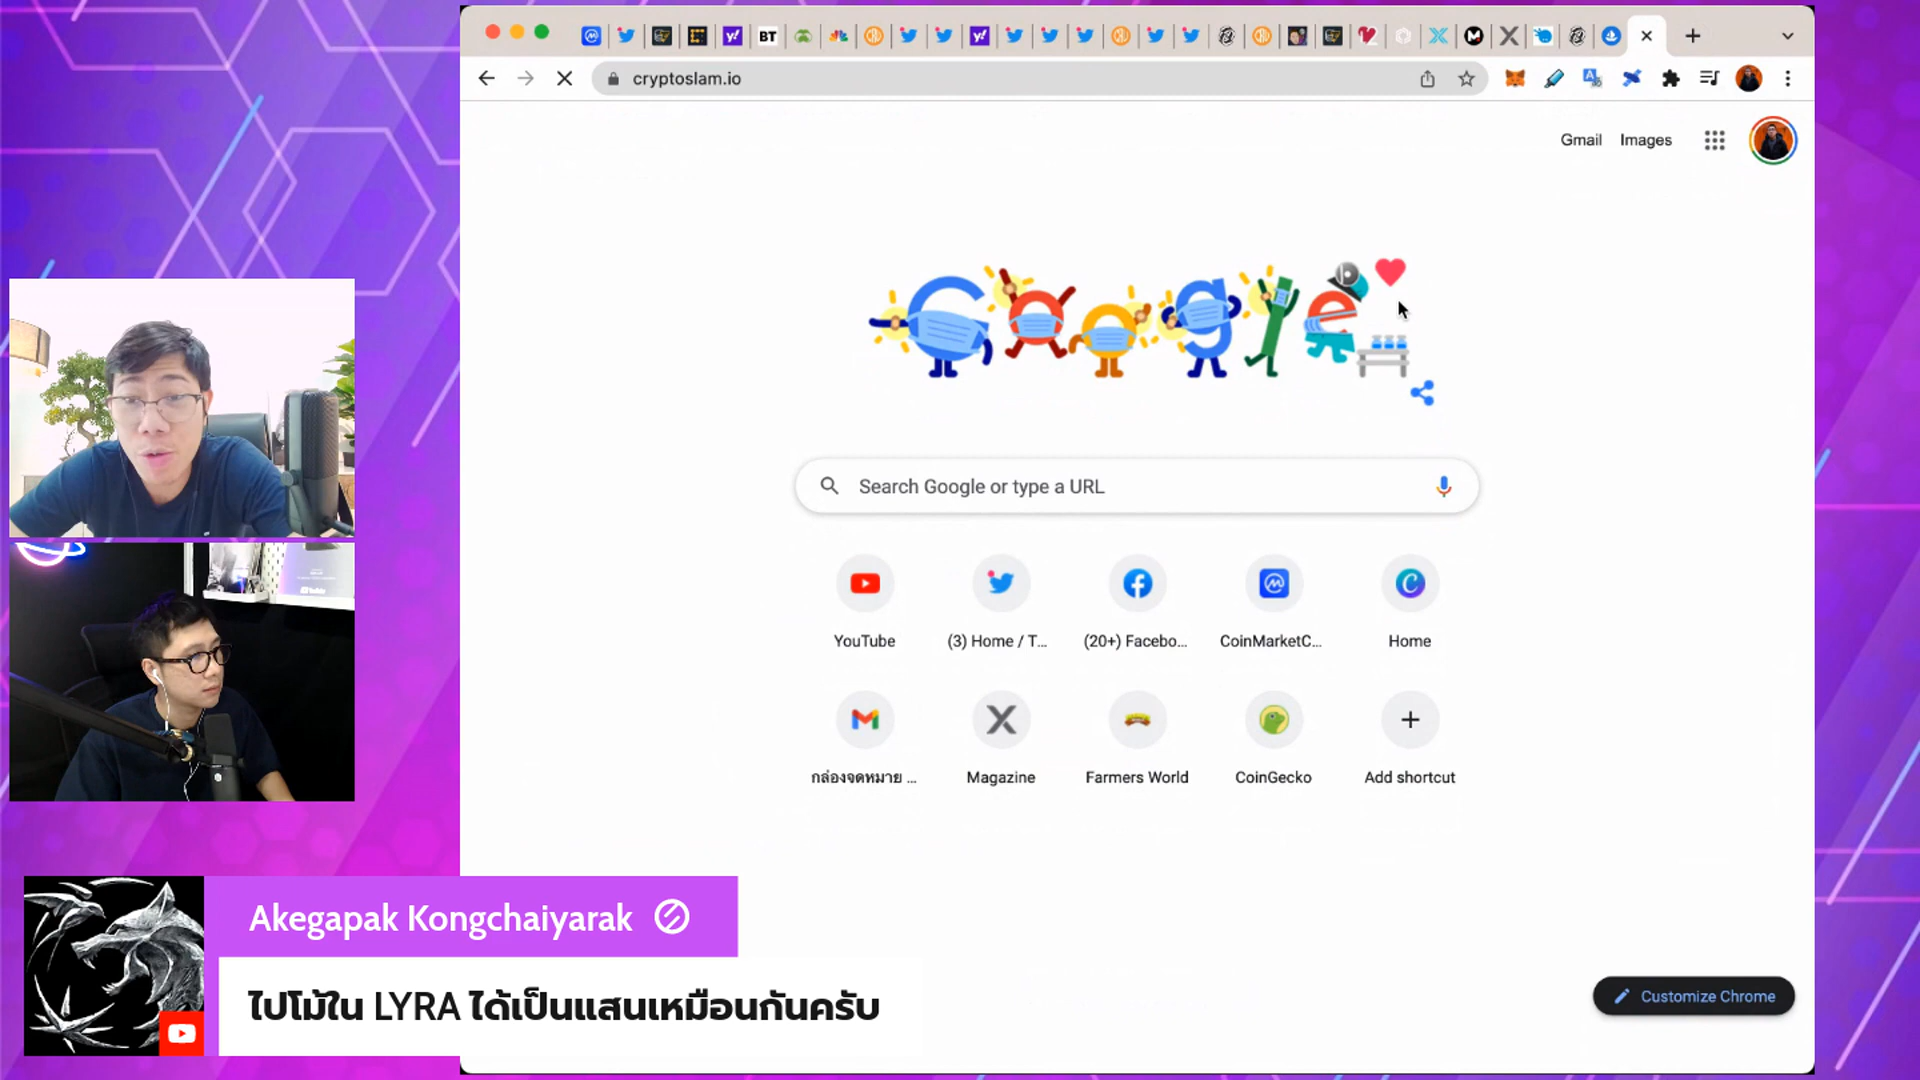 y!
BT
y!
cryptoslam.io
Gmail
Images
Google
Search Google or type a URL
YouTube
(3) Home / T...
(20+) Facebo...
CoinMarketC...
Home
กล่องจดหมาย ...
Magazine
Farmers World
CoinGecko
Add shortcut
Customize Chrome
Akegapak Kongchaiyarak
ไปโม้ใน LYRA ได้เป็นแสนเหมือนกันครับ